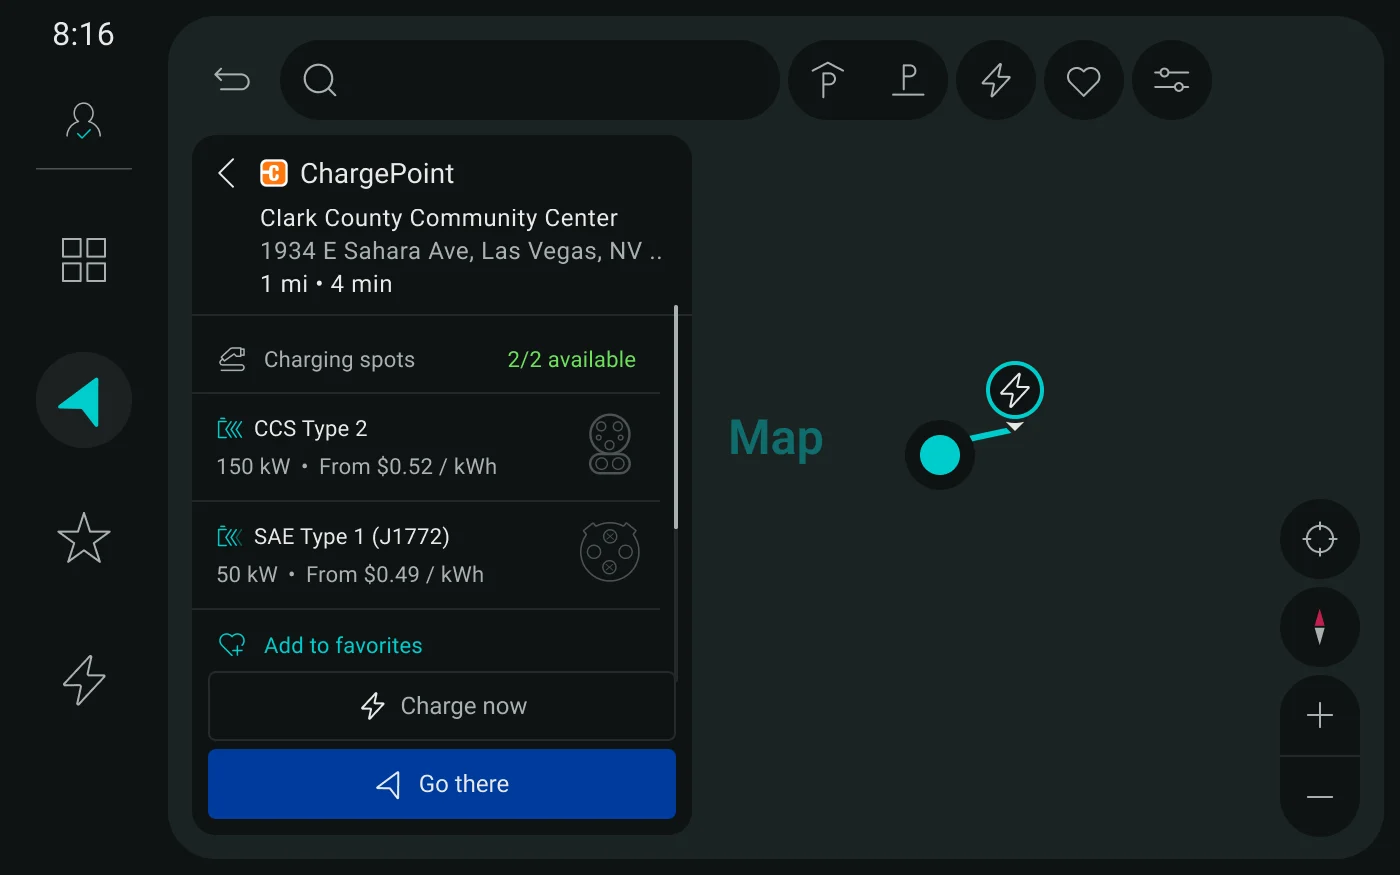 8:16
P P
C ChargePoint
Clark County Community Center
1934 E Sahara Ave, Las Vegas, NV ..
1 mi • 4 min
Charging spots 2/2 available
CCS Type 2
150 kW • From $0.52 / kWh
SAE Type 1 (J1772)
50 kW • From $0.49 / kWh
Add to favorites
Charge now
Go there
Map